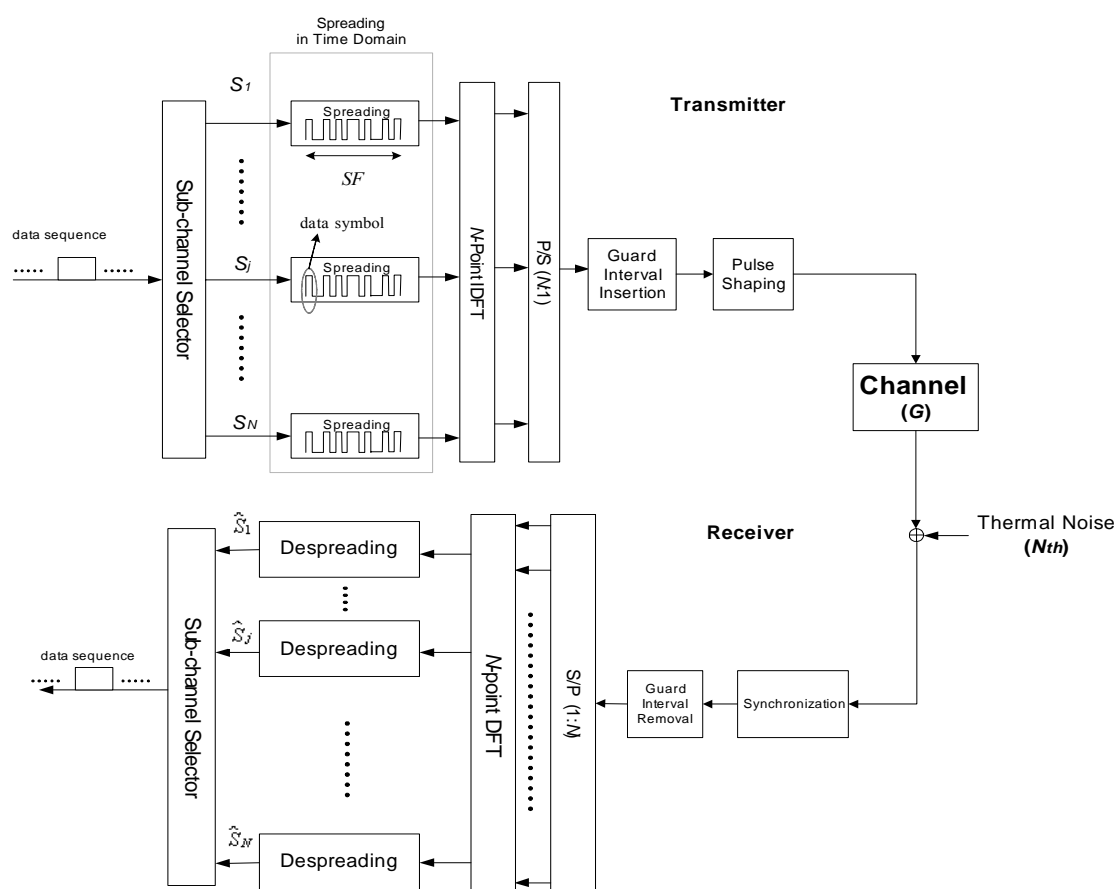 Spreading
in Time Domain
S1
Spreading
Transmitter
SF
data symbol
data sequence
Sub-channel Selector
Sj
Spreading
N-Point IDFT
P/S (N:1)
Guard
Interval
Insertion
Pulse
Shaping
Channel
(G)
SN
Spreading
Receiver
Thermal Noise
(Nth)
Ŝ1
Despreading
Ŝj
Despreading
data sequence
Sub-channel Selector
N-point DFT
S/P (1:N)
Guard
Interval
Removal
Synchronization
ŜN
Despreading